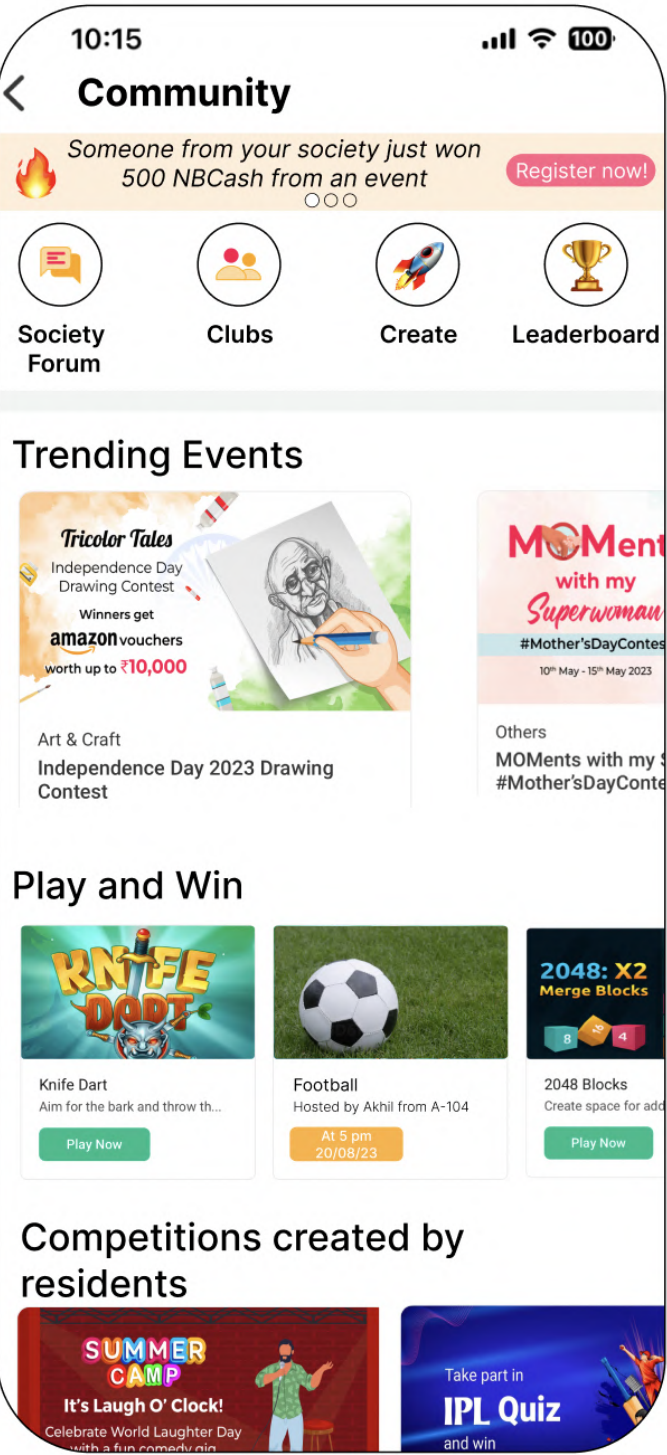 10:15
100
Community
Someone from your society just won
500 NBCash from an event
Register now!
Society
Forum
Clubs
Create
Leaderboard
Trending Events
Tricolor Tales
Independence Day
Drawing Contest
Winners get
amazon vouchers
worth up to ₹10,000
Art & Craft
Independence Day 2023 Drawing
Contest
MOMent
with my
Superwoman
#Mother'sDayContes
10th May - 15th May 2023
Others
MOMents with my
#Mother'sDayConte
Play and Win
KNIFE
DART
Knife Dart
Aim for the bark and throw th...
Play Now
Football
Hosted by Akhil from A-104
At 5 pm
20/08/23
2048: X2
Merge Blocks
8
16
4
2048 Blocks
Create space for add
Play Now
Competitions created by
residents
SUMMER
CAMP
It's Laugh O' Clock!
Celebrate World Laughter Day
with a fun comedy gig
Take part in
IPL Quiz
and win